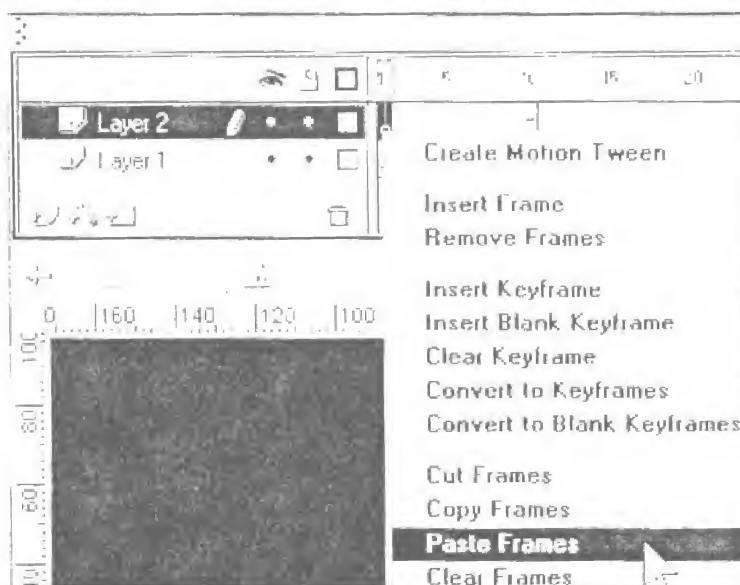 5 15 20
Layer 2
Layer 1
Create Motion Tween
Insert Frame
Remove Frames
0 160 140 120 100
Insert Keyframe
Insert Blank Keyframe
Clear Keyframe
Convert to Keyframes
Convert to Blank Keyframes
100
80
60
Cut Frames
Copy Frames
Paste Frames
Clear Frames